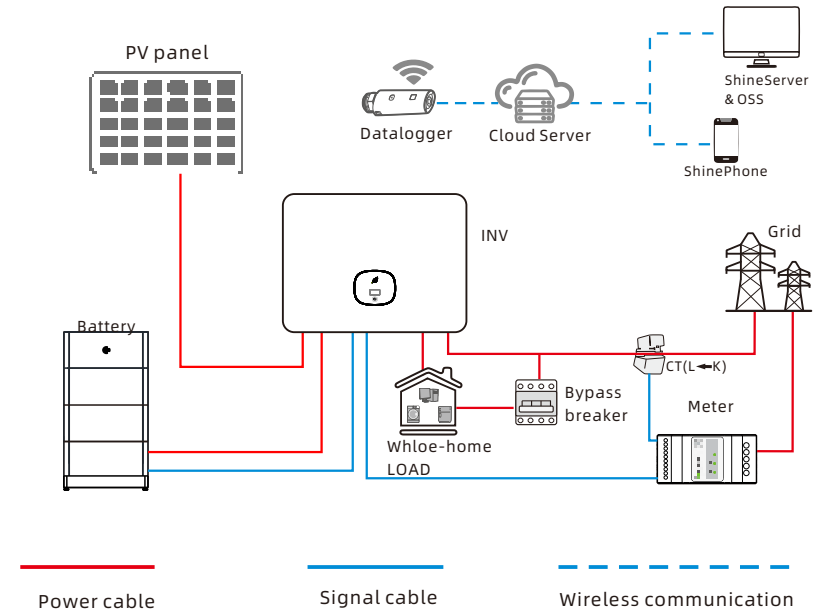 PV panel
ShineServer
& OSS
Datalogger
Cloud Server
ShinePhone
INV
Grid
Battery
CT(L←K)
Bypass
breaker
Meter
Whloe-home
LOAD
Power cable
Signal cable
Wireless communication